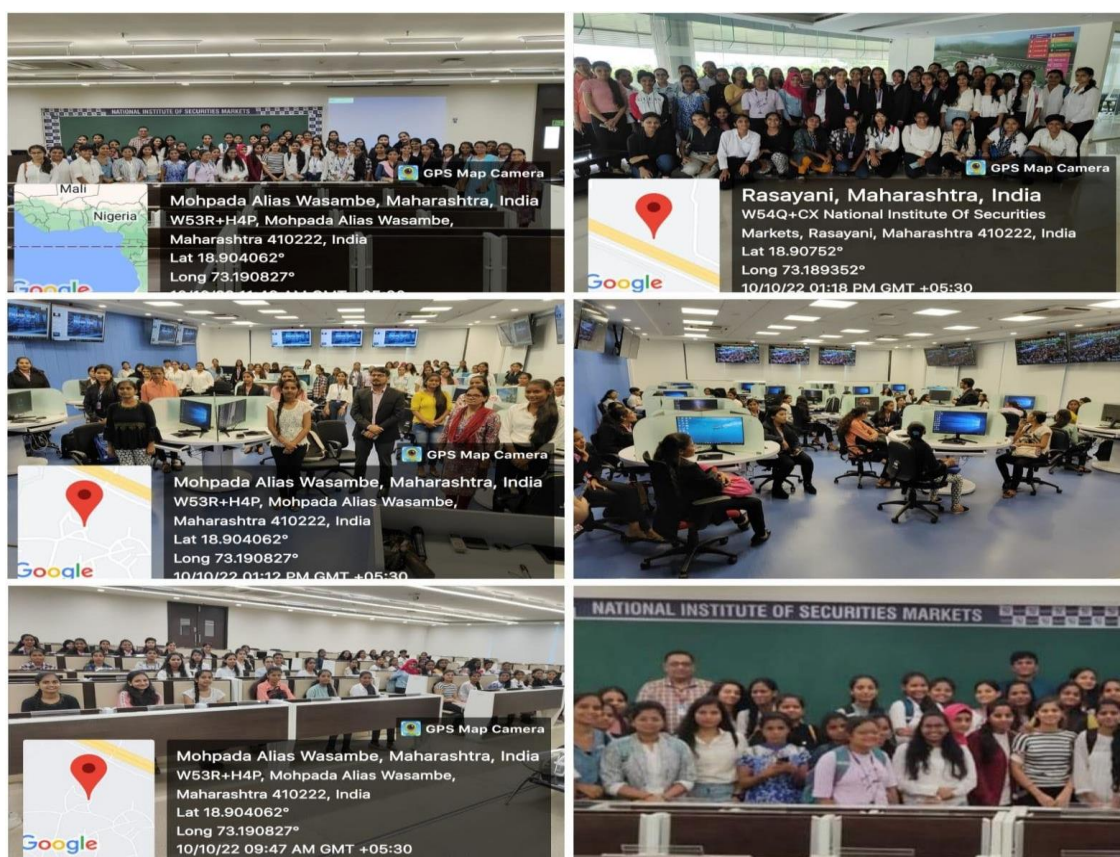 NATIONAL INSTITUTE OF SECURITIES MARKETS
GPS Map Camera
Mali
Nigeria
Google
Mohpada Alias Wasambe, Maharashtra, India
W53R+H4P, Mohpada Alias Wasambe,
Maharashtra 410222, India
Lat 18.904062°
Long 73.190827°
GPS Map Camera
Google
Rasayani, Maharashtra, India
W54Q+CX National Institute Of Securities
Markets, Rasayani, Maharashtra 410222, India
Lat 18.90752°
Long 73.189352°
10/10/22 01:18 PM GMT +05:30
GPS Map Camera
Google
Mohpada Alias Wasambe, Maharashtra, India
W53R+H4P, Mohpada Alias Wasambe,
Maharashtra 410222, India
Lat 18.904062°
Long 73.190827°
10/10/22 01:12 PM GMT +05:30
GPS Map Camera
Google
Mohpada Alias Wasambe, Maharashtra, India
W53R+H4P, Mohpada Alias Wasambe,
Maharashtra 410222, India
Lat 18.904062°
Long 73.190827°
10/10/22 09:47 AM GMT +05:30
NATIONAL INSTITUTE OF SECURITIES MARKETS